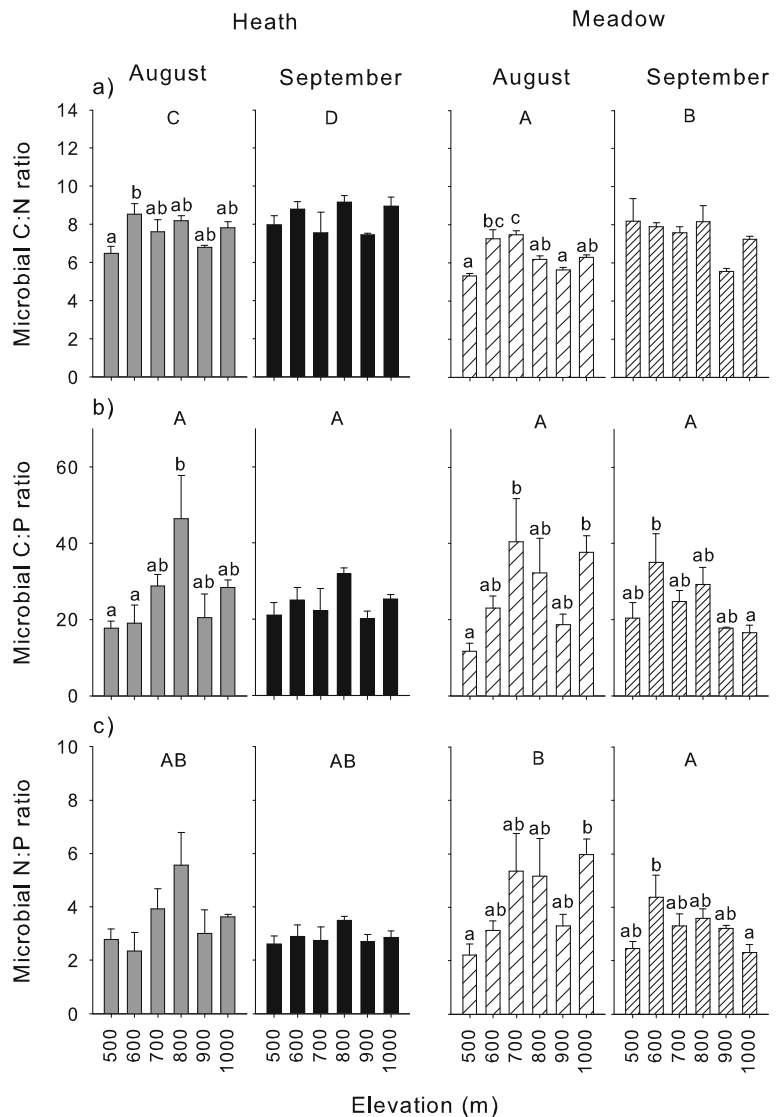 Heath Meadow
August September August September
a)
Microbial C:N ratio
14
12
10
8
6
4
2
0
C D A B
a b ab ab ab ab
a bc c ab a ab
b)
Microbial C:P ratio
60
40
20
0
A A A A
a a ab b ab ab
a ab b ab ab b
ab b ab ab ab a
c)
Microbial N:P ratio
10
8
6
4
2
0
AB AB B A
a ab ab ab ab b
ab b ab ab ab a
500 600 700 800 900 1000 500 600 700 800 900 1000 500 600 700 800 900 1000 500 600 700 800 900 1000
Elevation (m)